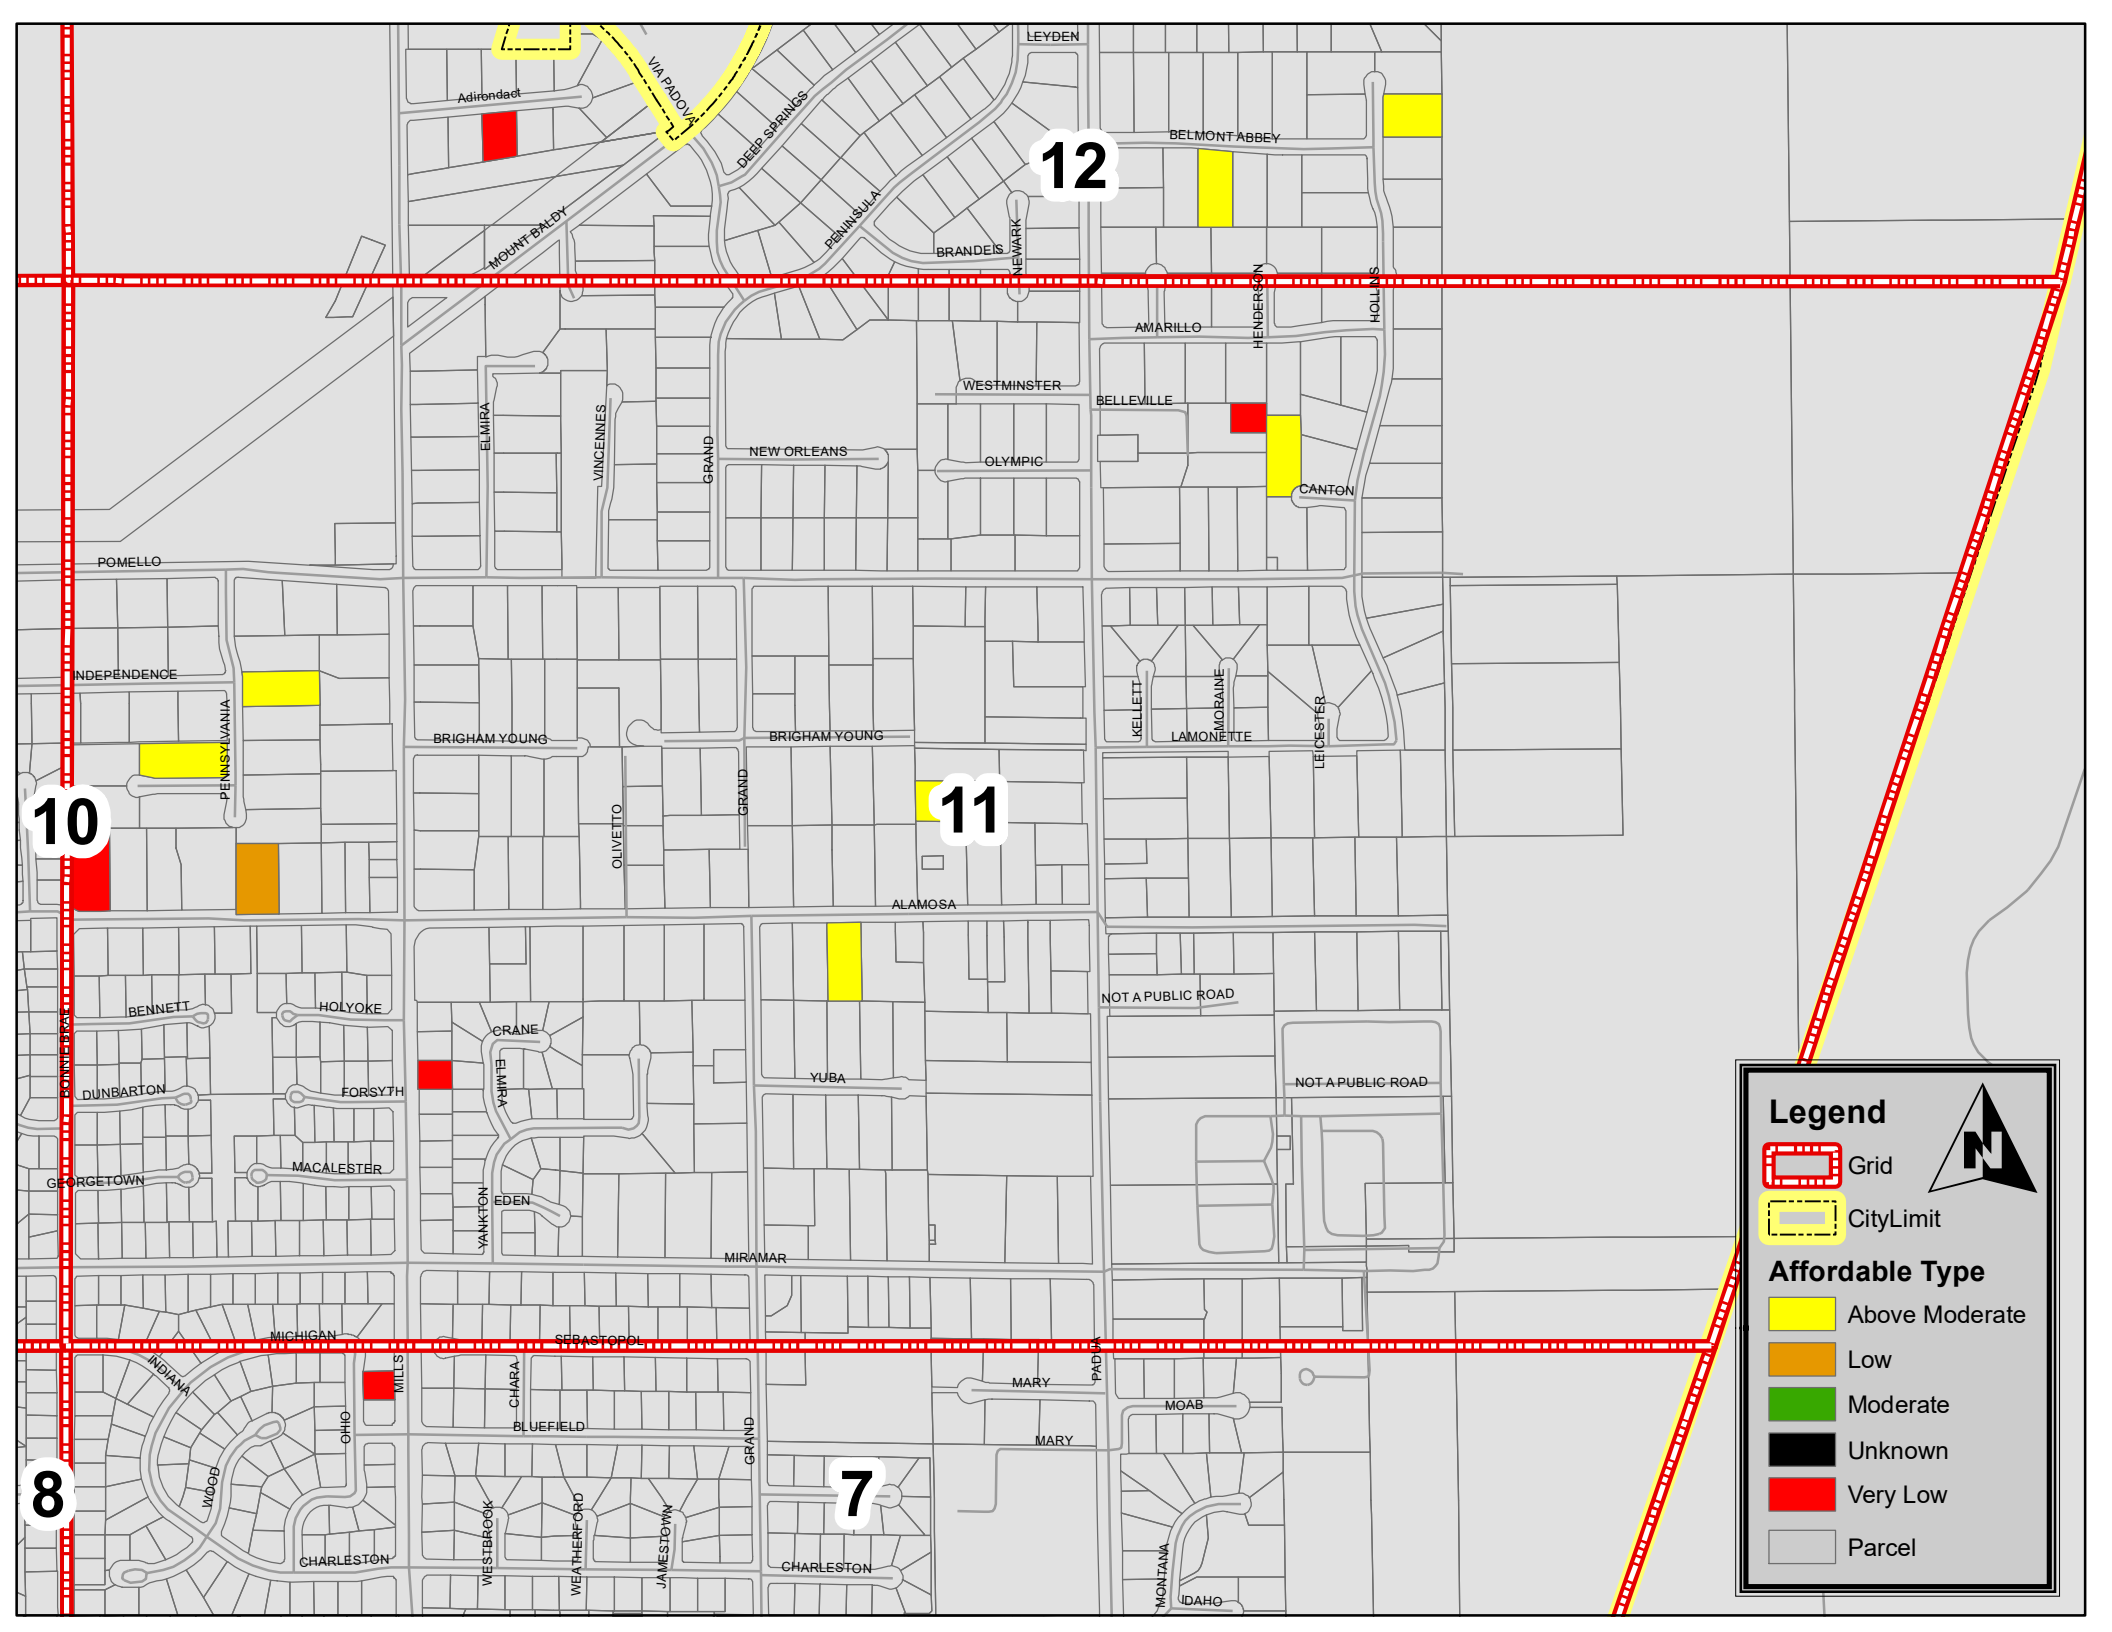 LEYDEN
VIA PADOVA
Adirondact
DEEP SPRINGS
BELMONT ABBEY
12
MOUNT BALDY
PENINSULA
BRANDEIS
NEWARK
HENDERSON
HOLLINS
AMARILLO
WESTMINSTER
BELLEVILLE
ELMIRA
VINCENNES
GRAND
NEW ORLEANS
OLYMPIC
CANTON
POMELLO
INDEPENDENCE
PENNSYLVANIA
KELLETT
MORAINE
LEICESTER
BRIGHAM YOUNG
BRIGHAM YOUNG
LAMONETTE
10
OLIVETTO
GRAND
11
ALAMOSA
BENNETT
HOLYOKE
NOT A PUBLIC ROAD
BONNIE BRAE
CRANE
ELMIRA
DUNBARTON
FORSYTH
YUBA
NOT A PUBLIC ROAD
GEORGETOWN
MACALESTER
YANKTON
EDEN
MIRAMAR
MICHIGAN
SEBASTOPOL
PADUA
INDIANA
MILLS
CHARA
MARY
MOAB
OHIO
BLUEFIELD
GRAND
MARY
8
WOOD
7
WESTBROOK
WEATHERFORD
JAMESTOWN
CHARLESTON
CHARLESTON
MONTANA
IDAHO
Legend
N
Grid
CityLimit
Affordable Type
Above Moderate
Low
Moderate
Unknown
Very Low
Parcel